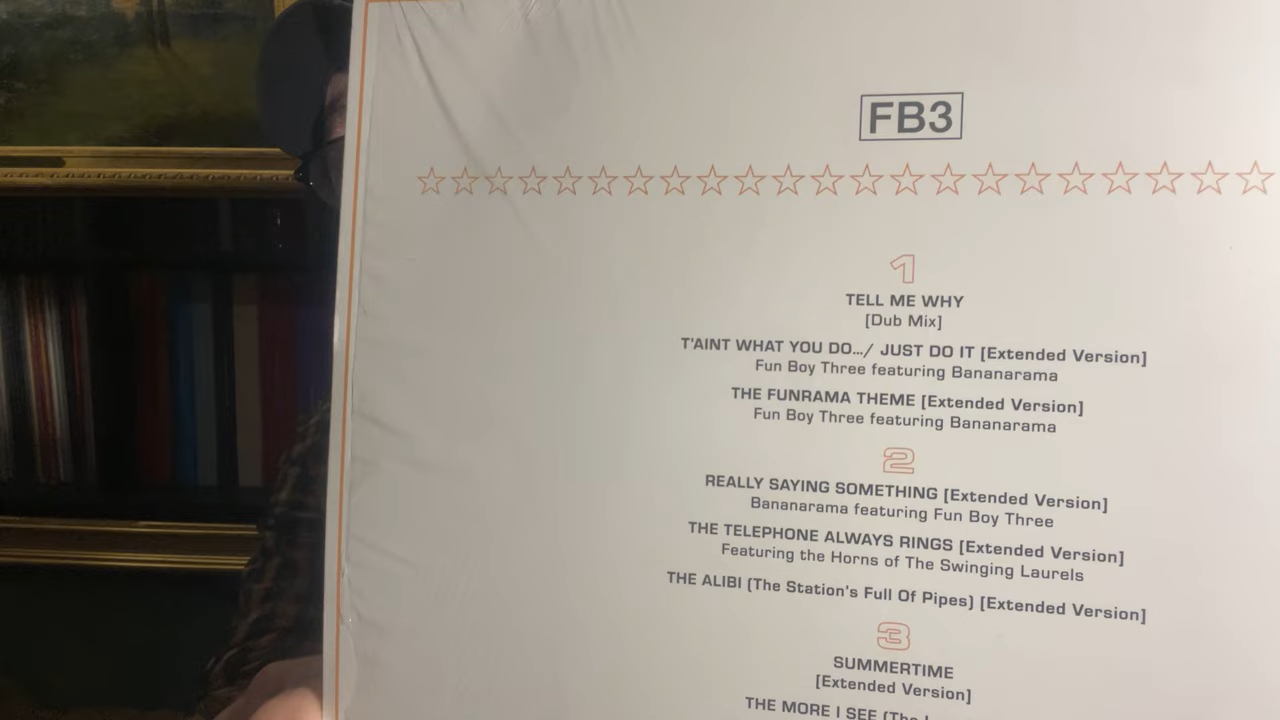 FB3
1
TELL ME WHY
[Dub Mix]
T'AINT WHAT YOU DO.../ JUST DO IT [Extended Version]
Fun Boy Three featuring Bananarama
THE FUNRAMA THEME [Extended Version]
Fun Boy Three featuring Bananarama
2
REALLY SAYING SOMETHING [Extended Version]
Bananarama featuring Fun Boy Three
THE TELEPHONE ALWAYS RINGS [Extended Version]
Featuring the Horns of The Swinging Laurels
THE ALIBI (The Station's Full Of Pipes) [Extended Version]
3
SUMMERTIME
[Extended Version]
THE MORE I SEE (The